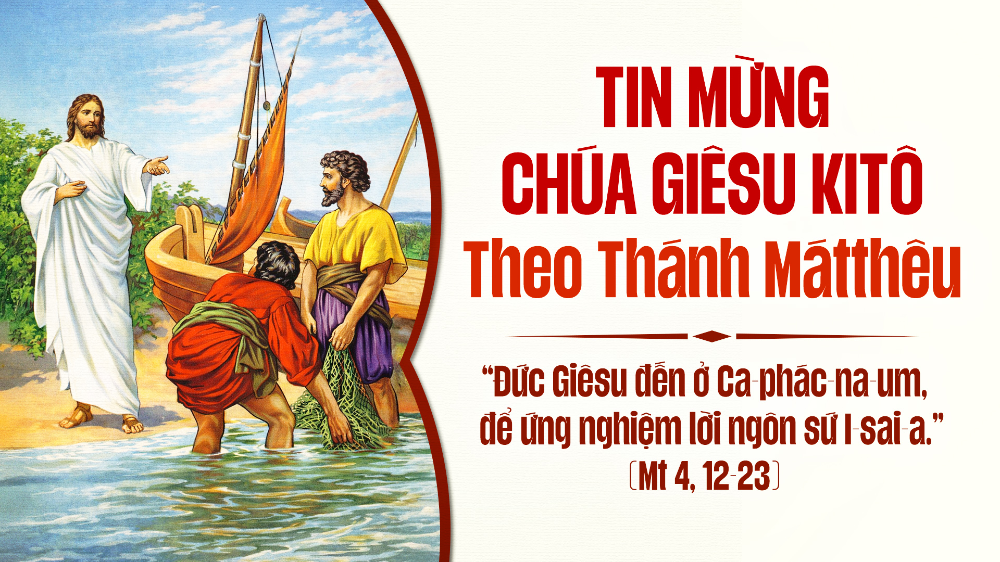 TIN MỪNG
CHÚA GIÊSU KITÔ
Theo Thánh Mátthêu
“Đức Giêsu đến ở Ca-phác-na-um,
để ứng nghiệm lời ngôn sứ I-sai-a.”
(Mt 4, 12-23)